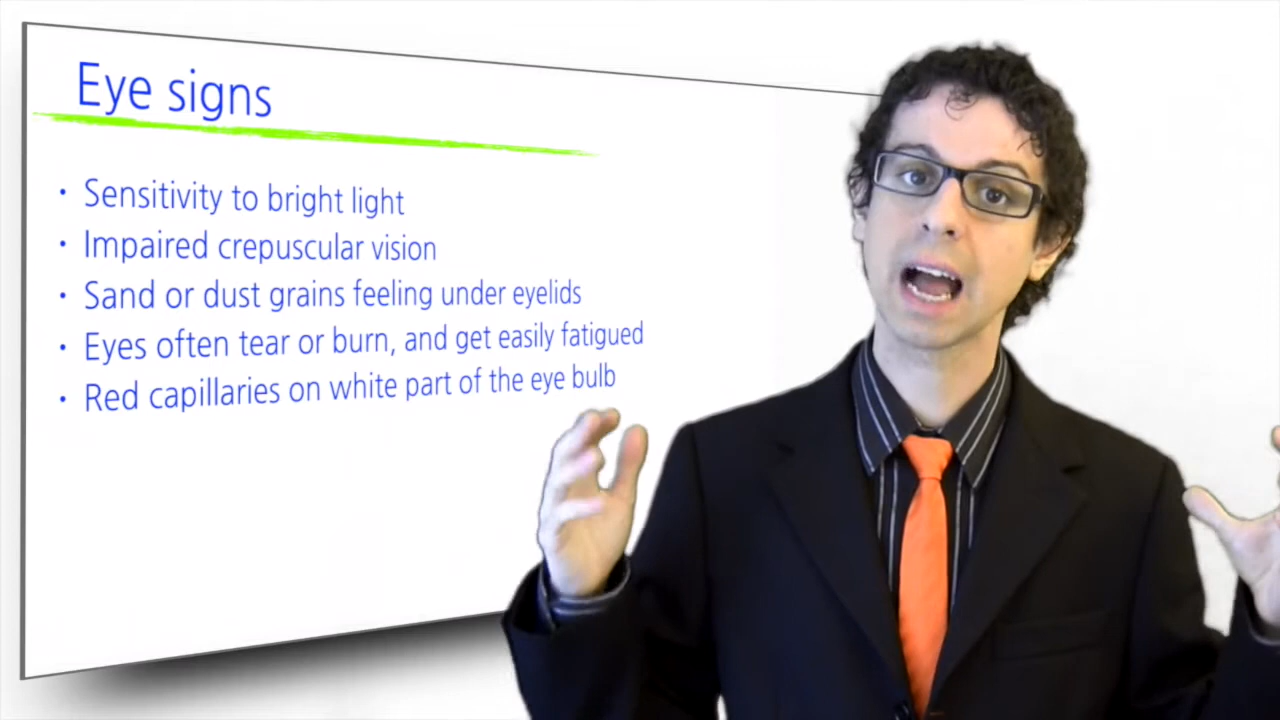 Eye signs
• Sensitivity to bright light
• Impaired crepuscular vision
• Sand or dust grains feeling under eyelids
• Eyes often tear or burn, and get easily fatigued
• Red capillaries on white part of the eye bulb